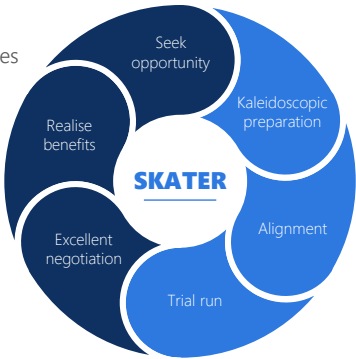 es
Seek
opportunity
Kaleidoscopic
preparation
Alignment
Trial run
Excellent
negotiation
Realise
benefits
SKATER